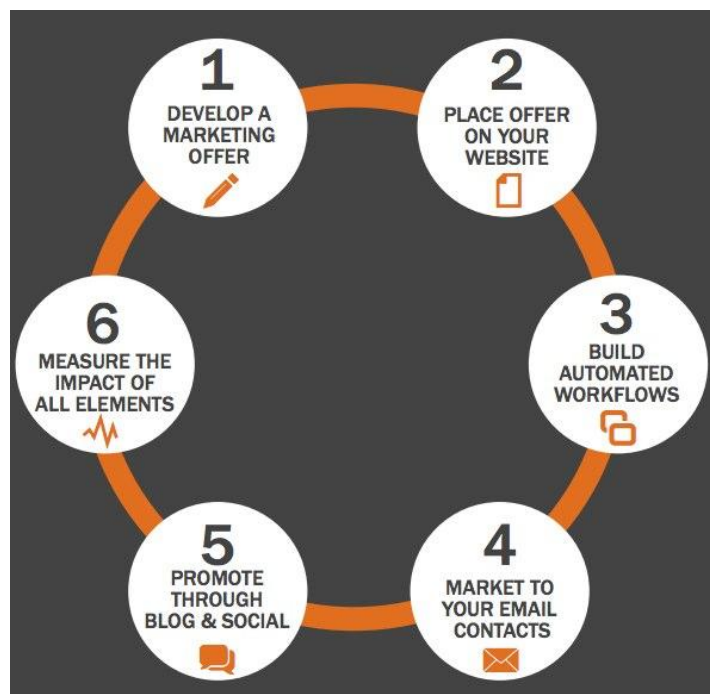 1
DEVELOP A
MARKETING
OFFER
2
PLACE OFFER
ON YOUR
WEBSITE
3
BUILD
AUTOMATED
WORKFLOWS
4
MARKET TO
YOUR EMAIL
CONTACTS
5
PROMOTE
THROUGH
BLOG & SOCIAL
6
MEASURE THE
IMPACT OF
ALL ELEMENTS